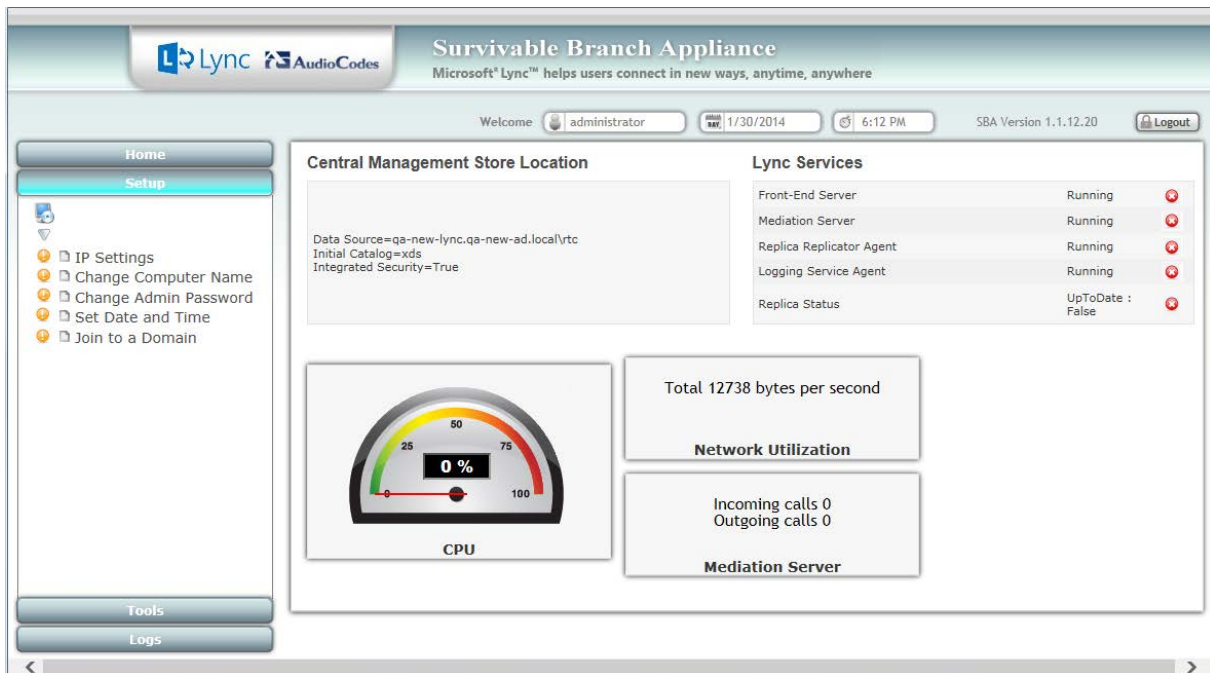 Lync AudioCodes
Survivable Branch Appliance
Microsoft® Lync™ helps users connect in new ways, anytime, anywhere
Welcome administrator DAY 1/30/2014 6:12 PM SBA Version 1.1.12.20 Logout
Home
Setup
IP Settings
Change Computer Name
Change Admin Password
Set Date and Time
Join to a Domain
Tools
Logs
Central Management Store Location
Data Source=qa-new-lync.qa-new-ad.local\rtc
Initial Catalog=xds
Integrated Security=True
Lync Services
Front-End Server Running
Mediation Server Running
Replica Replicator Agent Running
Logging Service Agent Running
Replica Status UpToDate :
False
0
25
50
75
100
0 %
CPU
Total 12738 bytes per second
Network Utilization
Incoming calls 0
Outgoing calls 0
Mediation Server